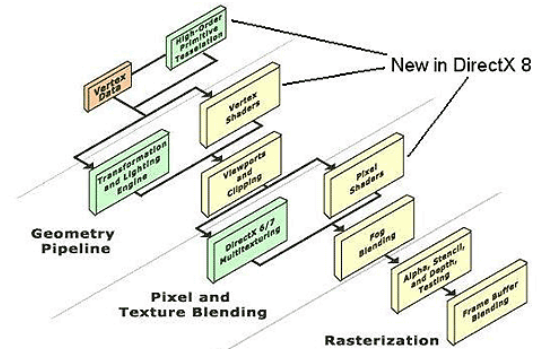 High-Order
Primitive
Tesselation
New in DirectX 8
Vertex
Data
Vertex
Shaders
Transformation
and Lighting
Engine
Viewports
and
Clipping
Pixel
Shaders
Geometry
Pipeline
DirectX 6/7
Multitexturing
Fog
Blending
Pixel and
Texture Blending
Alpha, Stencil,
and Depth,
Testing
Frame Buffer
Blending
Rasterization